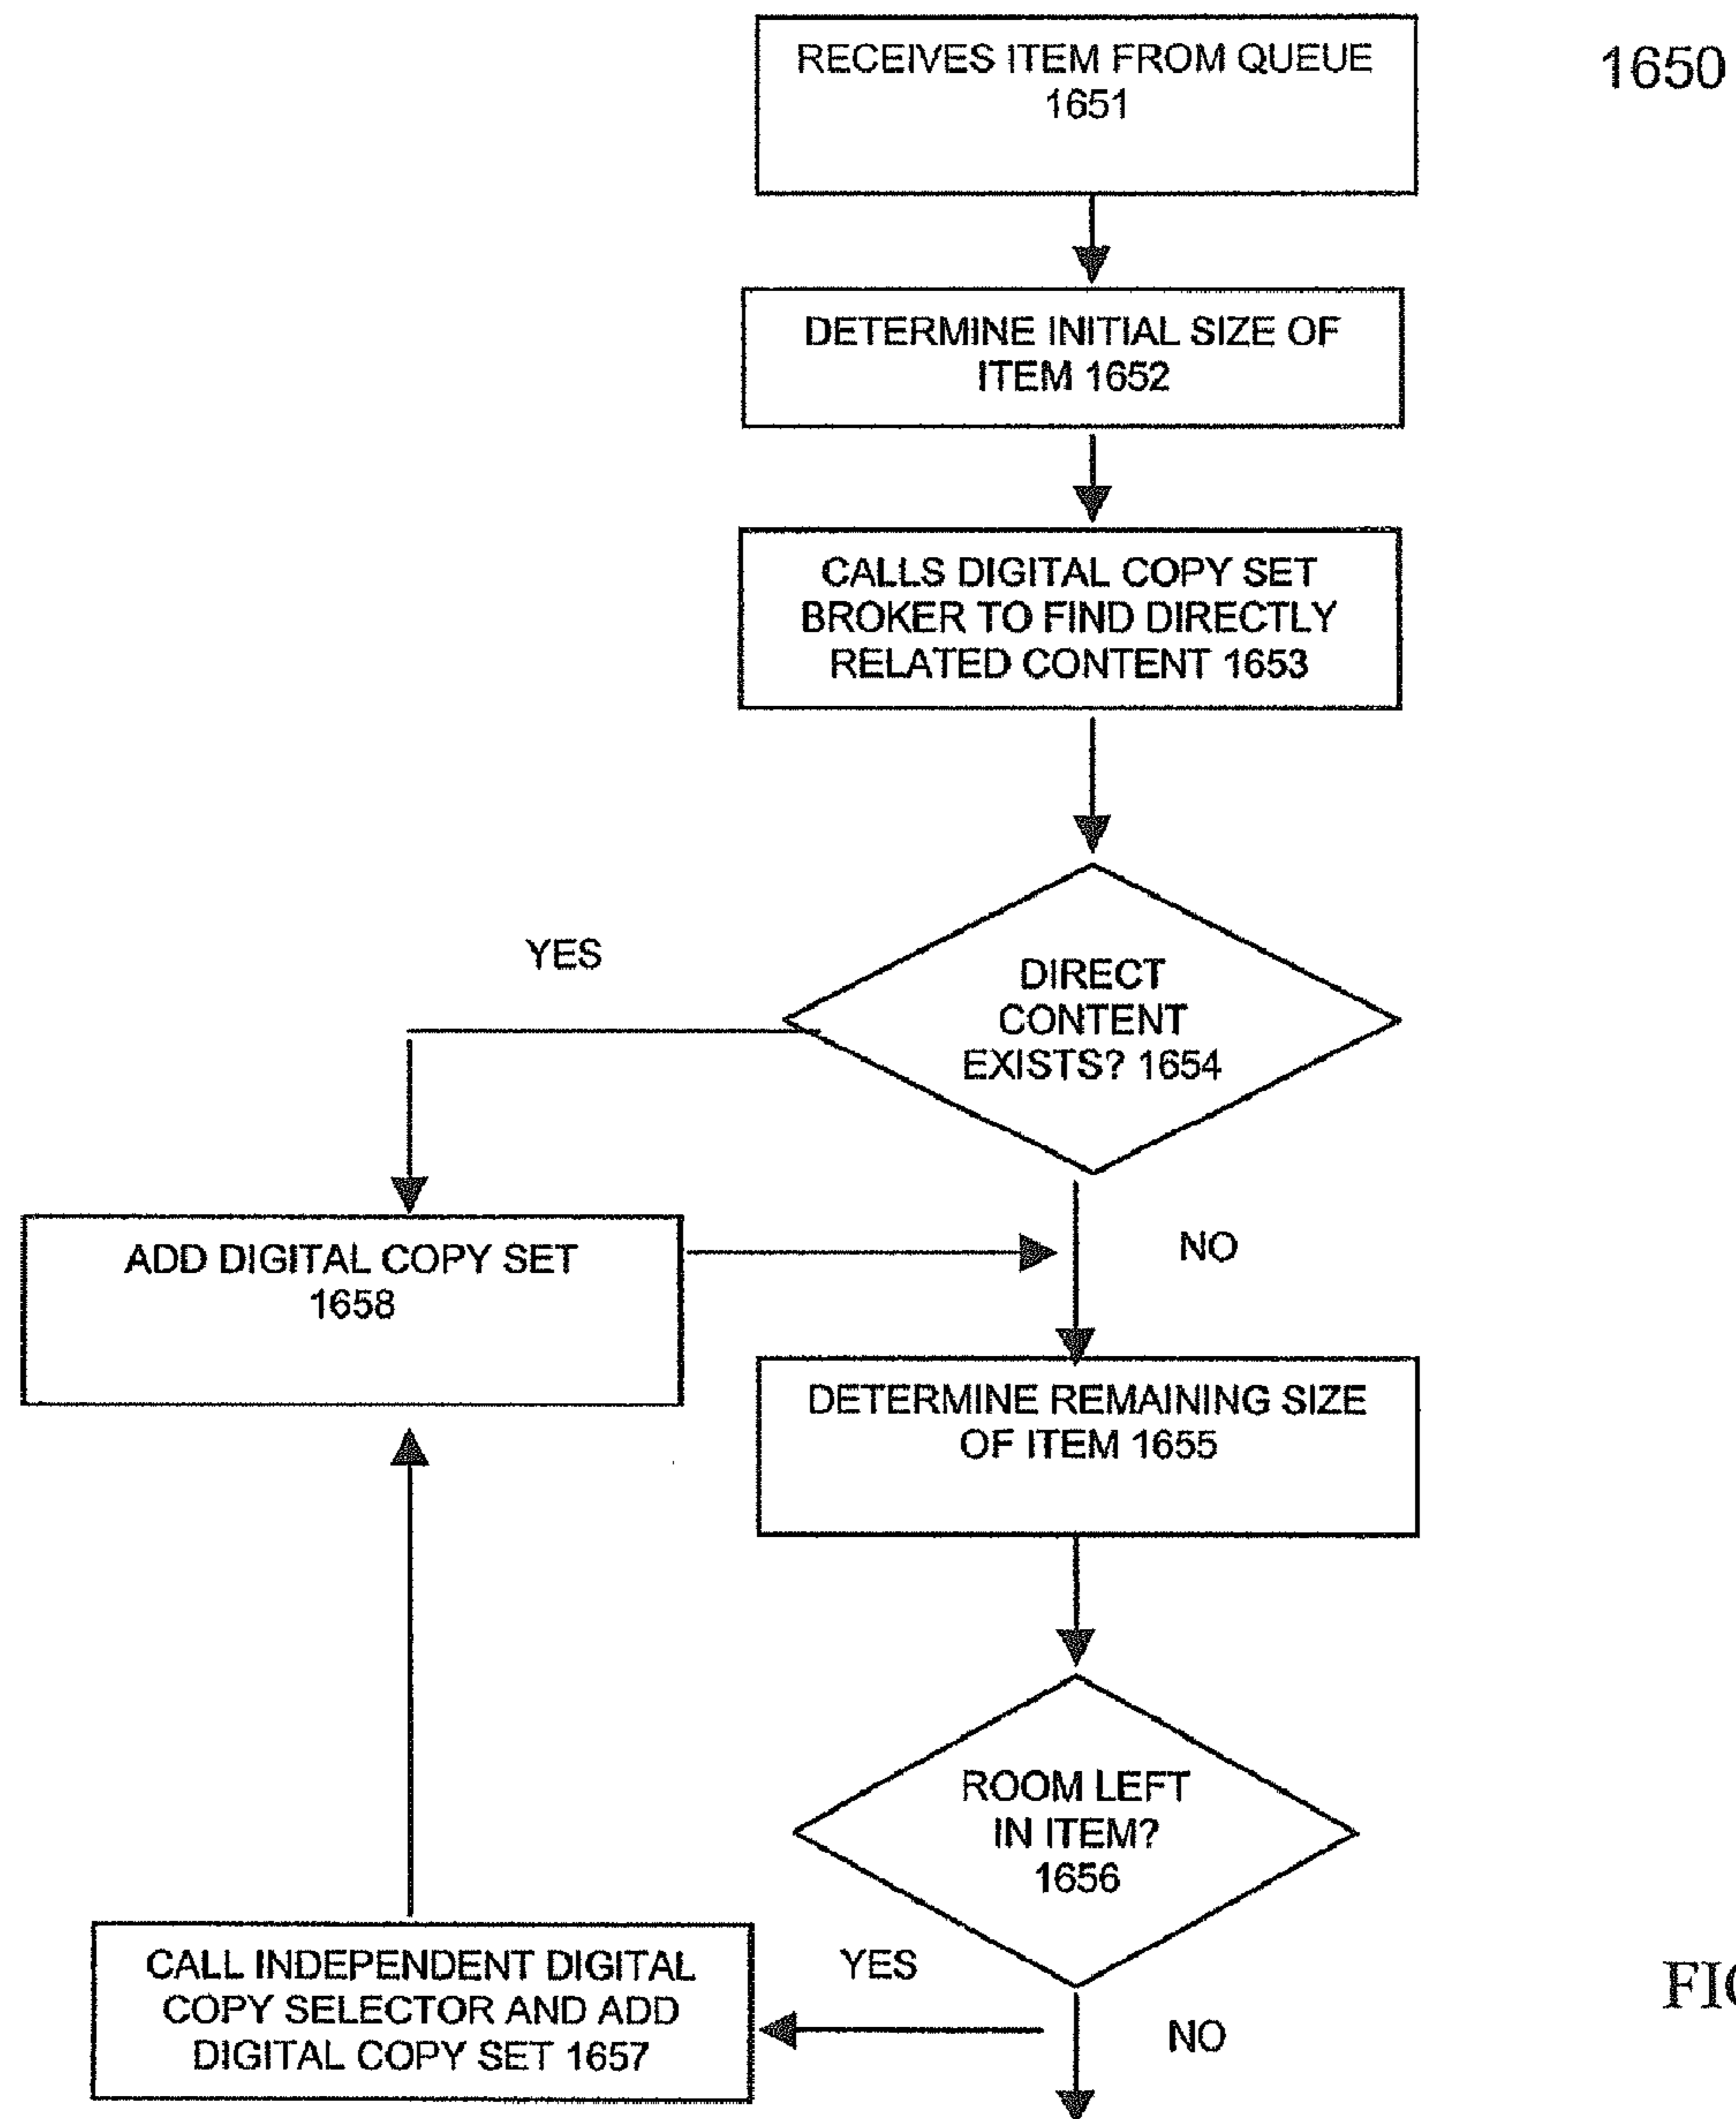 RECEIVES ITEM FROM QUEUE
1651
1650
DETERMINE INITIAL SIZE OF
ITEM 1652
CALLS DIGITAL COPY SET
BROKER TO FIND DIRECTLY
RELATED CONTENT 1653
YES
DIRECT
CONTENT
EXISTS? 1654
NO
ADD DIGITAL COPY SET
1658
DETERMINE REMAINING SIZE
OF ITEM 1655
ROOM LEFT
IN ITEM?
1656
YES
CALL INDEPENDENT DIGITAL
COPY SELECTOR AND ADD
DIGITAL COPY SET 1657
NO